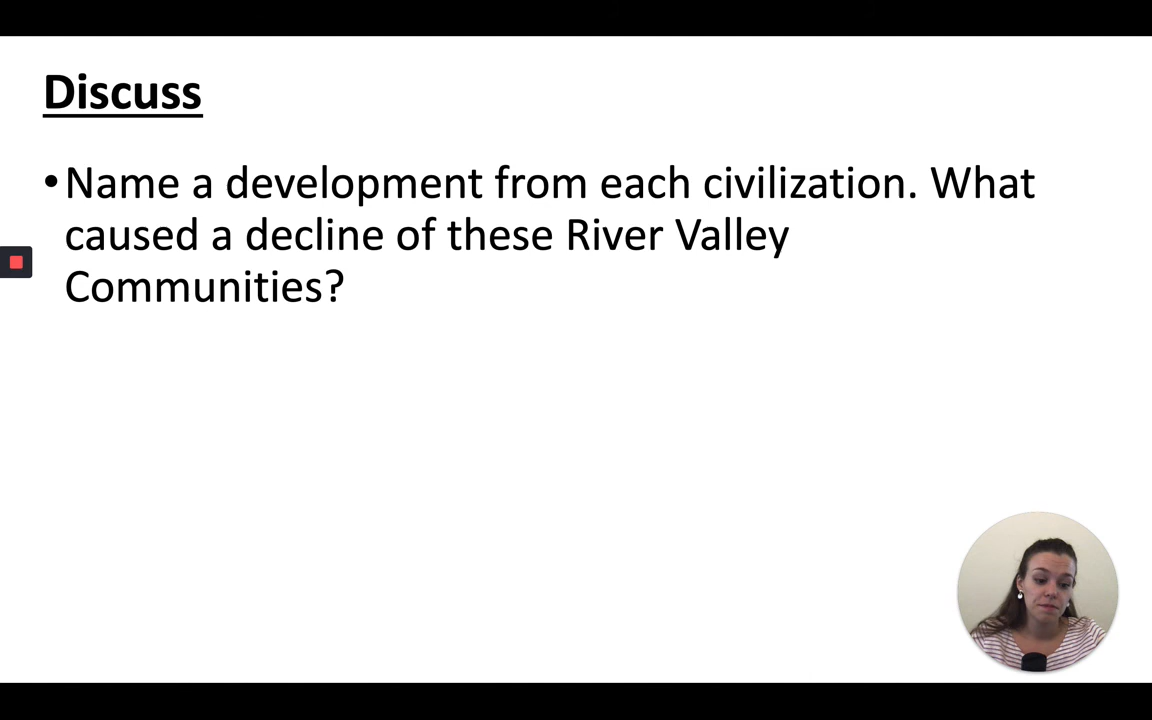 Discuss
•Name a development from each civilization. What
caused a decline of these River Valley
Communities?